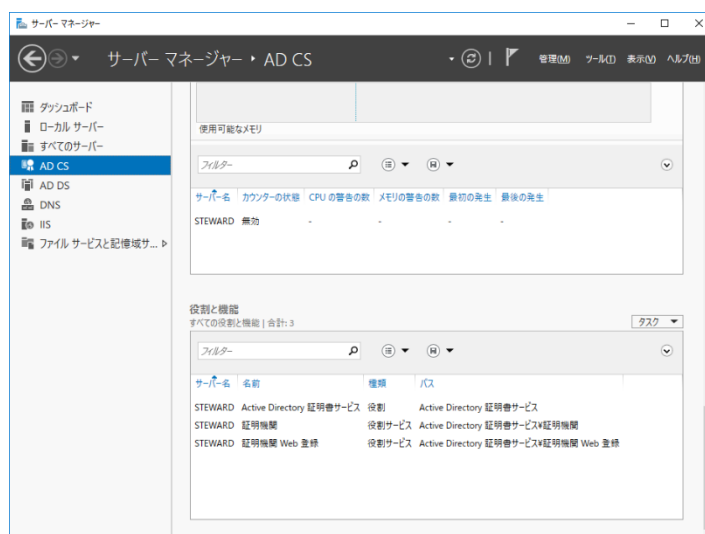 サーバー マネージャー
サーバー マネージャー ・ AD CS
管理(M) ツール(T) 表示(V) ヘルプ(H)
ダッシュボード
ローカル サーバー
すべてのサーバー
AD CS
AD DS
DNS
IIS
ファイル サービスと記憶域サ...
使用可能なメモリ
フィルター
サーバー名 カウンターの状態 CPU の警告の数 メモリの警告の数 最初の発生 最後の発生
STEWARD 無効 - - - -
役割と機能
すべての役割と機能 | 合計: 3
タスク
フィルター
サーバー名 名前 種類 パス
STEWARD Active Directory 証明書サービス 役割 Active Directory 証明書サービス
STEWARD 証明機関 役割サービス Active Directory 証明書サービス¥証明機関
STEWARD 証明機関 Web 登録 役割サービス Active Directory 証明書サービス¥証明機関 Web 登録